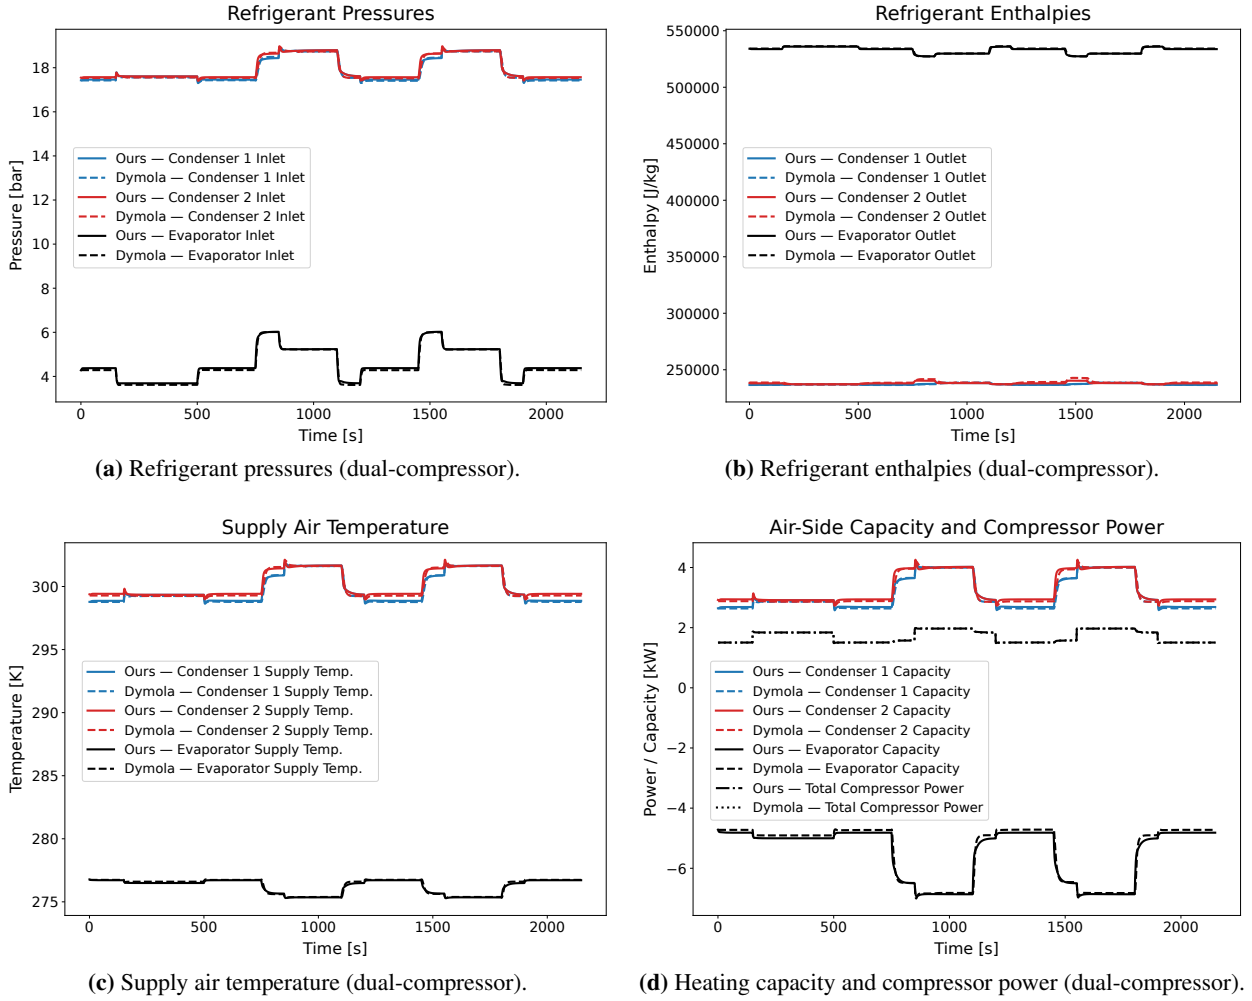 Refrigerant Pressures
Pressure [bar]
18
16
14
12
10
8
6
4
Ours — Condenser 1 Inlet
Dymola — Condenser 1 Inlet
Ours — Condenser 2 Inlet
Dymola — Condenser 2 Inlet
Ours — Evaporator Inlet
Dymola — Evaporator Inlet
0 500 1000 1500 2000
Time [s]
(a) Refrigerant pressures (dual-compressor).
Refrigerant Enthalpies
Enthalpy [J/kg]
550000
500000
450000
400000
350000
300000
250000
Ours — Condenser 1 Outlet
Dymola — Condenser 1 Outlet
Ours — Condenser 2 Outlet
Dymola — Condenser 2 Outlet
Ours — Evaporator Outlet
Dymola — Evaporator Outlet
0 500 1000 1500 2000
Time [s]
(b) Refrigerant enthalpies (dual-compressor).
Supply Air Temperature
Temperature [K]
300
295
290
285
280
275
Ours — Condenser 1 Supply Temp.
Dymola — Condenser 1 Supply Temp.
Ours — Condenser 2 Supply Temp.
Dymola — Condenser 2 Supply Temp.
Ours — Evaporator Supply Temp.
Dymola — Evaporator Supply Temp.
0 500 1000 1500 2000
Time [s]
(c) Supply air temperature (dual-compressor).
Air-Side Capacity and Compressor Power
Power / Capacity [kW]
4
2
0
−2
−4
−6
Ours — Condenser 1 Capacity
Dymola — Condenser 1 Capacity
Ours — Condenser 2 Capacity
Dymola — Condenser 2 Capacity
Ours — Evaporator Capacity
Dymola — Evaporator Capacity
Ours — Total Compressor Power
Dymola — Total Compressor Power
0 500 1000 1500 2000
Time [s]
(d) Heating capacity and compressor power (dual-compressor).